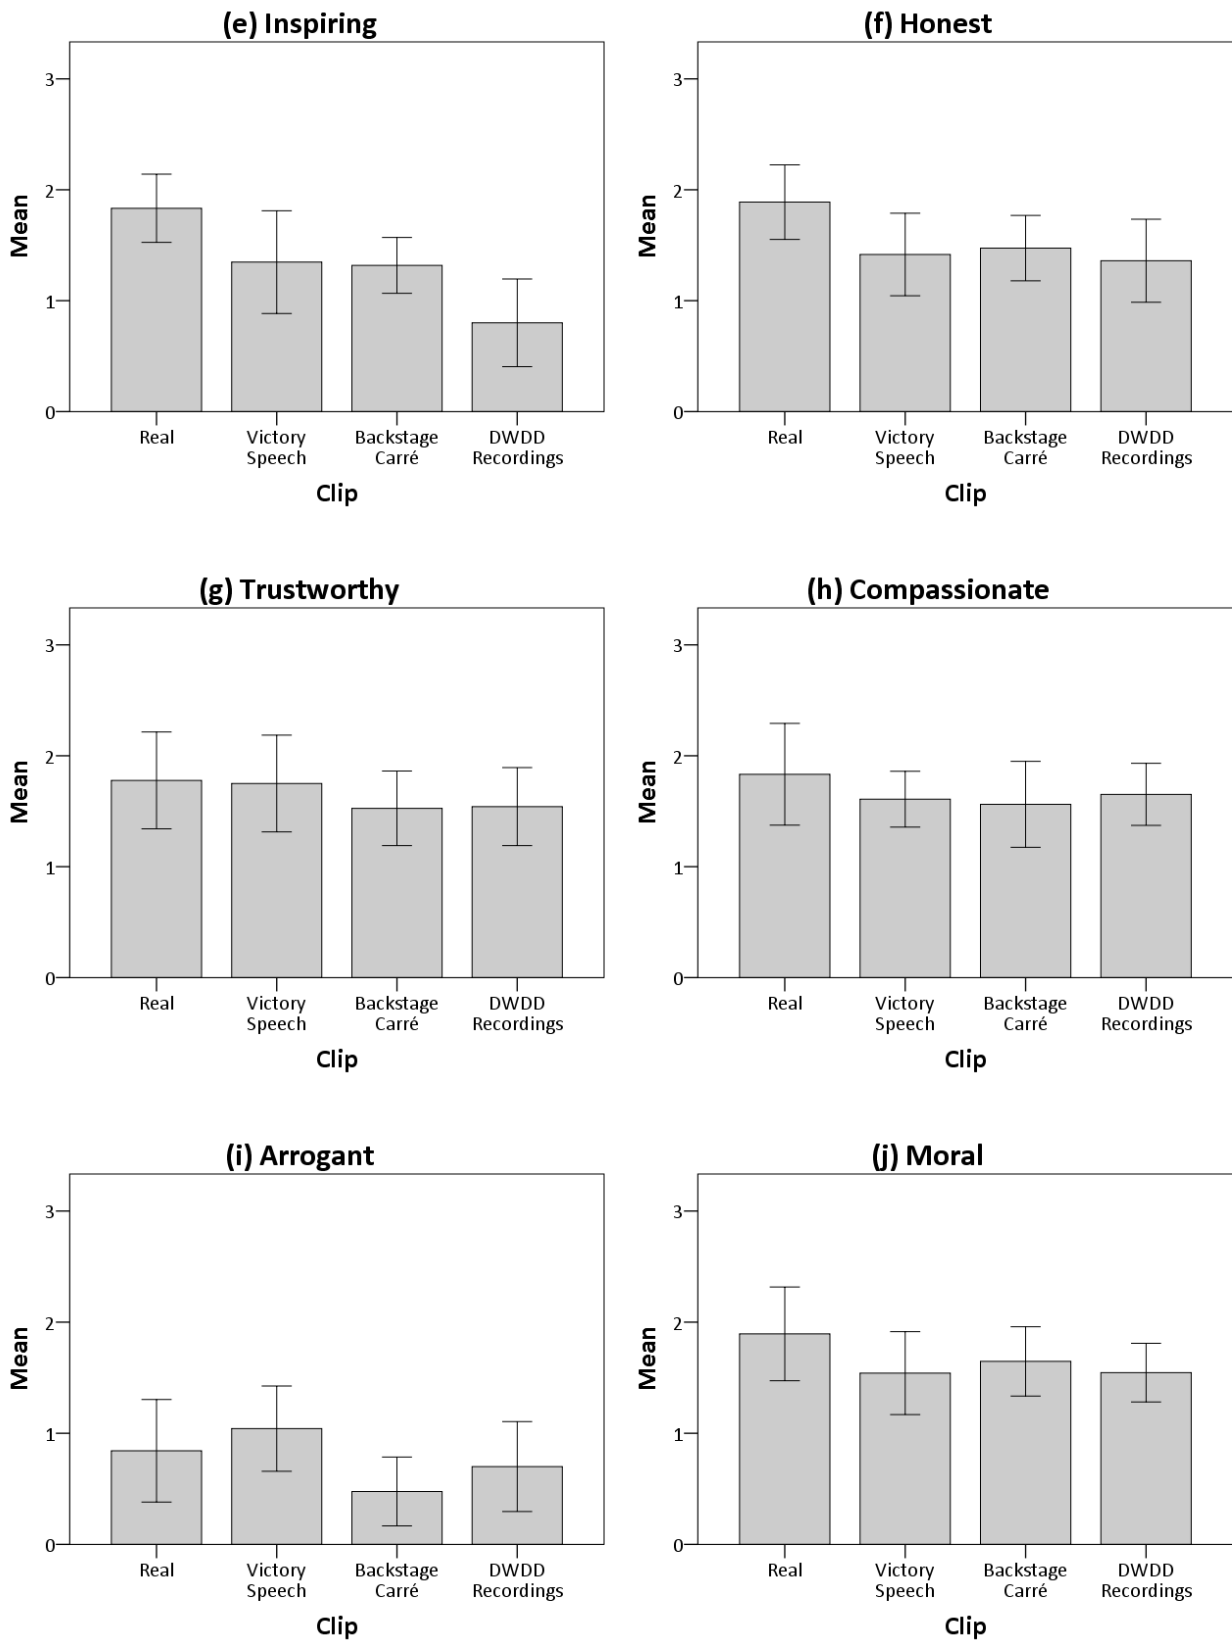 (e) Inspiring
3
2
1
0
Mean
Real
Victory
Speech
Backstage
Carré
DWDD
Recordings
Clip
(f) Honest
3
2
1
0
Mean
Real
Victory
Speech
Backstage
Carré
DWDD
Recordings
Clip
(g) Trustworthy
3
2
1
0
Mean
Real
Victory
Speech
Backstage
Carré
DWDD
Recordings
Clip
(h) Compassionate
3
2
1
0
Mean
Real
Victory
Speech
Backstage
Carré
DWDD
Recordings
Clip
(i) Arrogant
3
2
1
0
Mean
Real
Victory
Speech
Backstage
Carré
DWDD
Recordings
Clip
(j) Moral
3
2
1
0
Mean
Real
Victory
Speech
Backstage
Carré
DWDD
Recordings
Clip